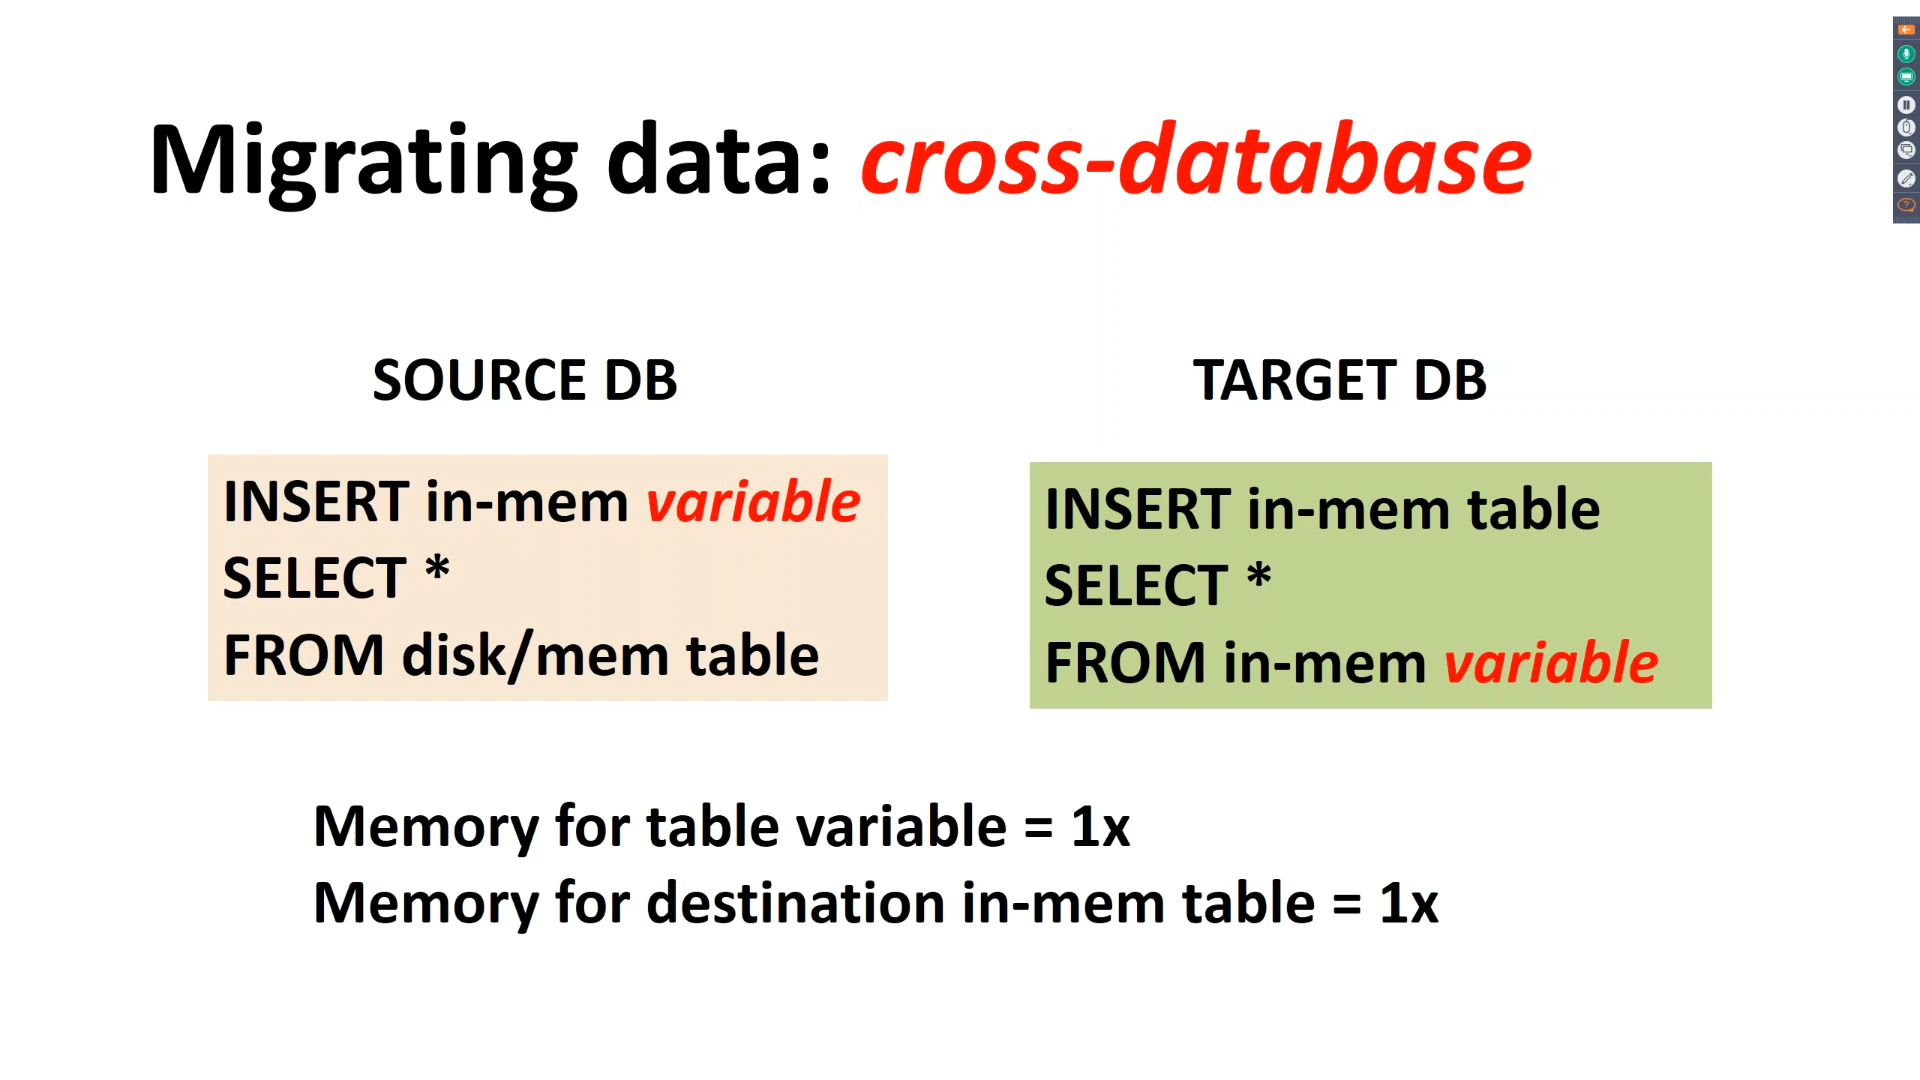 Migrating data: cross-database
SOURCE DB
INSERT in-mem variable
SELECT *
FROM disk/mem table
TARGET DB
INSERT in-mem table
SELECT *
FROM in-mem variable
Memory for table variable = 1x
Memory for destination in-mem table = 1x